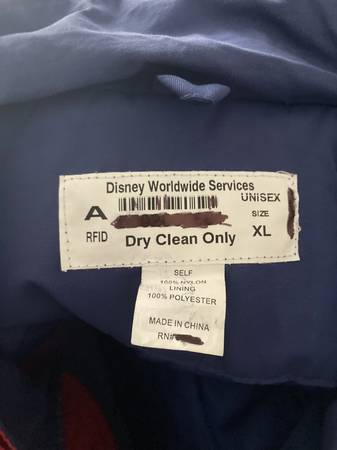 Disney Worldwide Services
UNISEX
A
SIZE
RFID
Dry Clean Only
XL
SELF
100% NYLON
LINING
100% POLYESTER
MADE IN CHINA
RN#